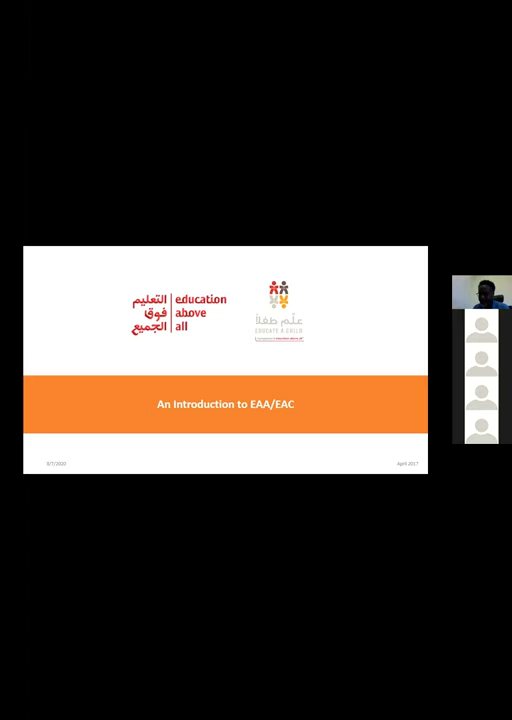 التعليم
فوق
الجميع
education
above
all
علّم طفلاً
EDUCATE A CHILD
An Introduction to EAA/EAC
8/7/2020
April 2017